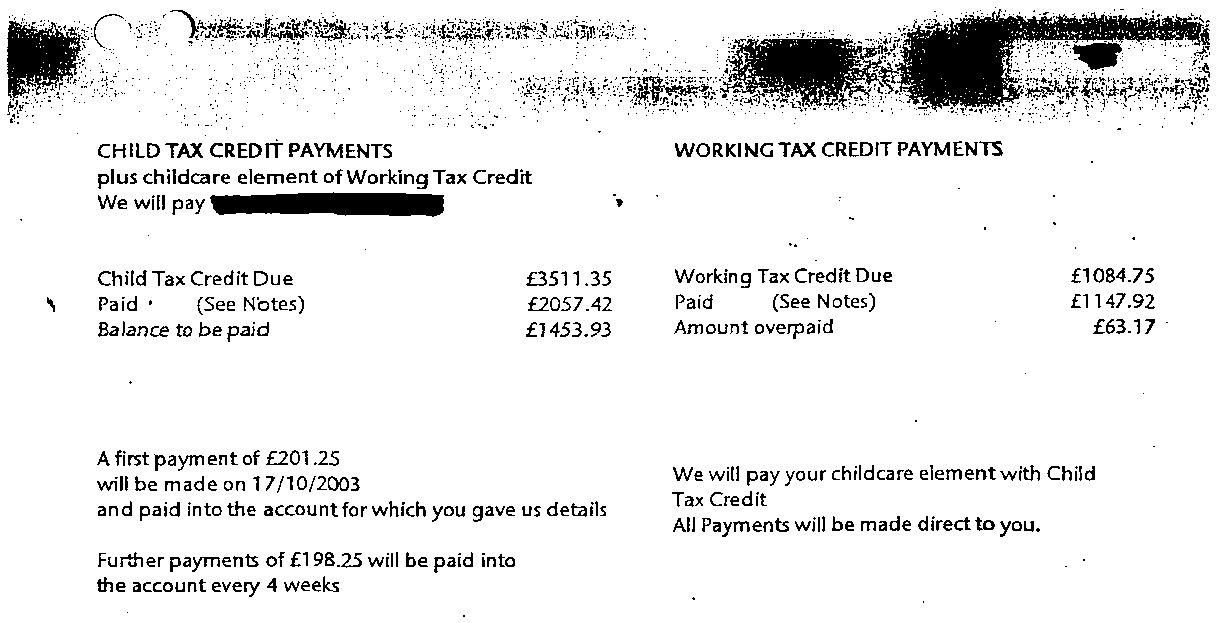 CHILD TAX CREDIT PAYMENTS
plus childcare element of Working Tax Credit
We will pay
Child Tax Credit Due £3511.35
Paid (See Notes) £2057.42
Balance to be paid £1453.93
A first payment of £201.25
will be made on 17/10/2003
and paid into the account for which you gave us details
Further payments of £198.25 will be paid into
the account every 4 weeks
WORKING TAX CREDIT PAYMENTS
Working Tax Credit Due £1084.75
Paid (See Notes) £1147.92
Amount overpaid £63.17
We will pay your childcare element with Child
Tax Credit
All Payments will be made direct to you.